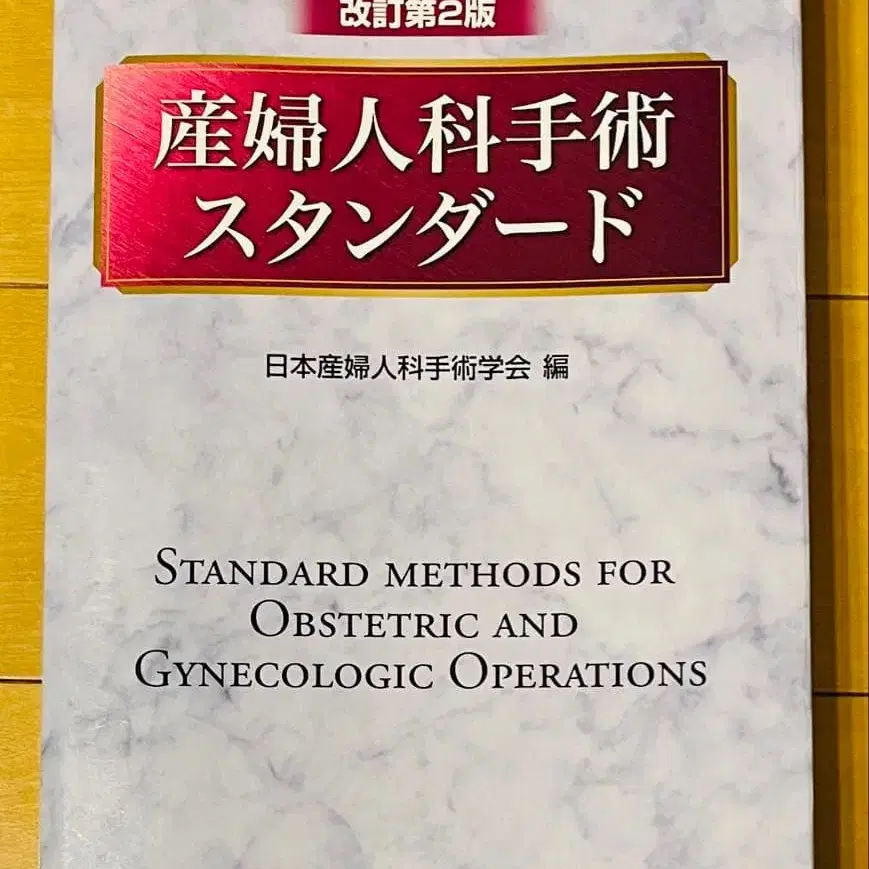 改訂第2版
産婦人科手術
スタンダード
日本産婦人科手術学会 編
STANDARD METHODS FOR
OBSTETRIC AND
GYNECOLOGIC OPERATIONS